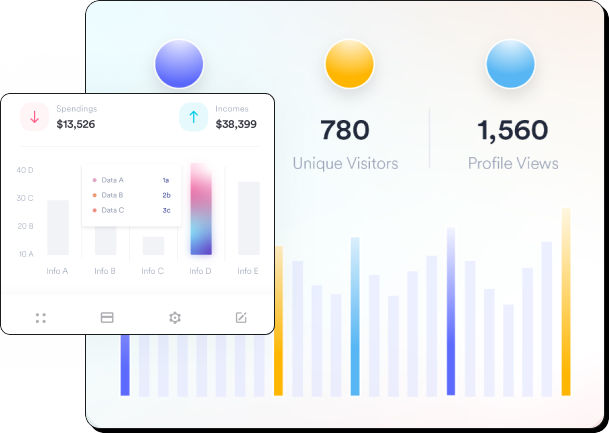 Spendings
$13,526
Incomes
$38,399
780
Unique Visitors
1,560
Profile Views
40 D
30 C
20 B
10 A
Data A 1a
Data B 2b
Data C 3c
Info A Info B Info C Info D Info E